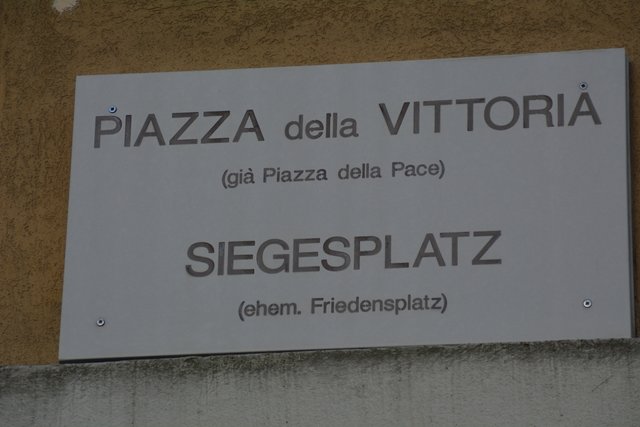 PIAZZA della VITTORIA
(già Piazza della Pace)
SIEGESPLATZ
(ehem. Friedensplatz)